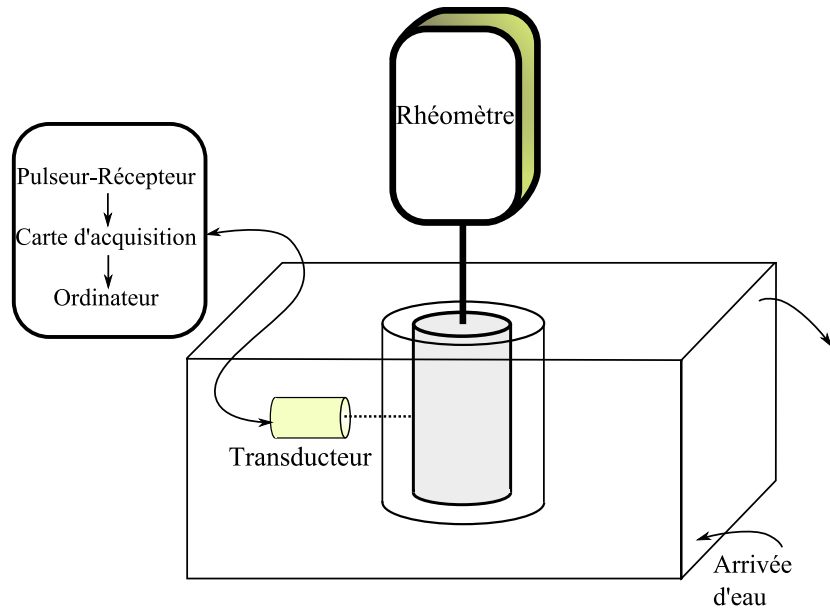 Rhéomètre
Pulseur-Récepteur
Carte d'acquisition
Ordinateur
Transducteur
Arrivée
d'eau